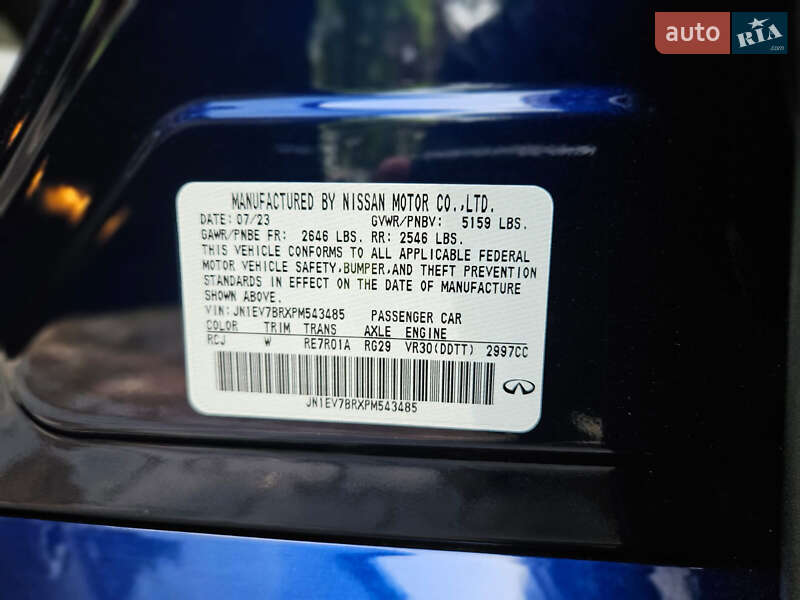 auto RIA
MANUFACTURED BY NISSAN MOTOR CO.,LTD.
DATE: 07/23 GVWR/PNBV: 5159 LBS.
GAWR/PNBE FR: 2646 LBS. RR: 2546 LBS.
THIS VEHICLE CONFORMS TO ALL APPLICABLE FEDERAL
MOTOR VEHICLE SAFETY,BUMPER,AND THEFT PREVENTION
STANDARDS IN EFFECT ON THE DATE OF MANUFACTURE
SHOWN ABOVE.
VIN: JN1EV7BRXPM543485 PASSENGER CAR
COLOR TRIM TRANS AXLE ENGINE
RCJ W RE7R01A RG29 VR30(DDTT) 2997CC
JN1EV7BRXPM543485